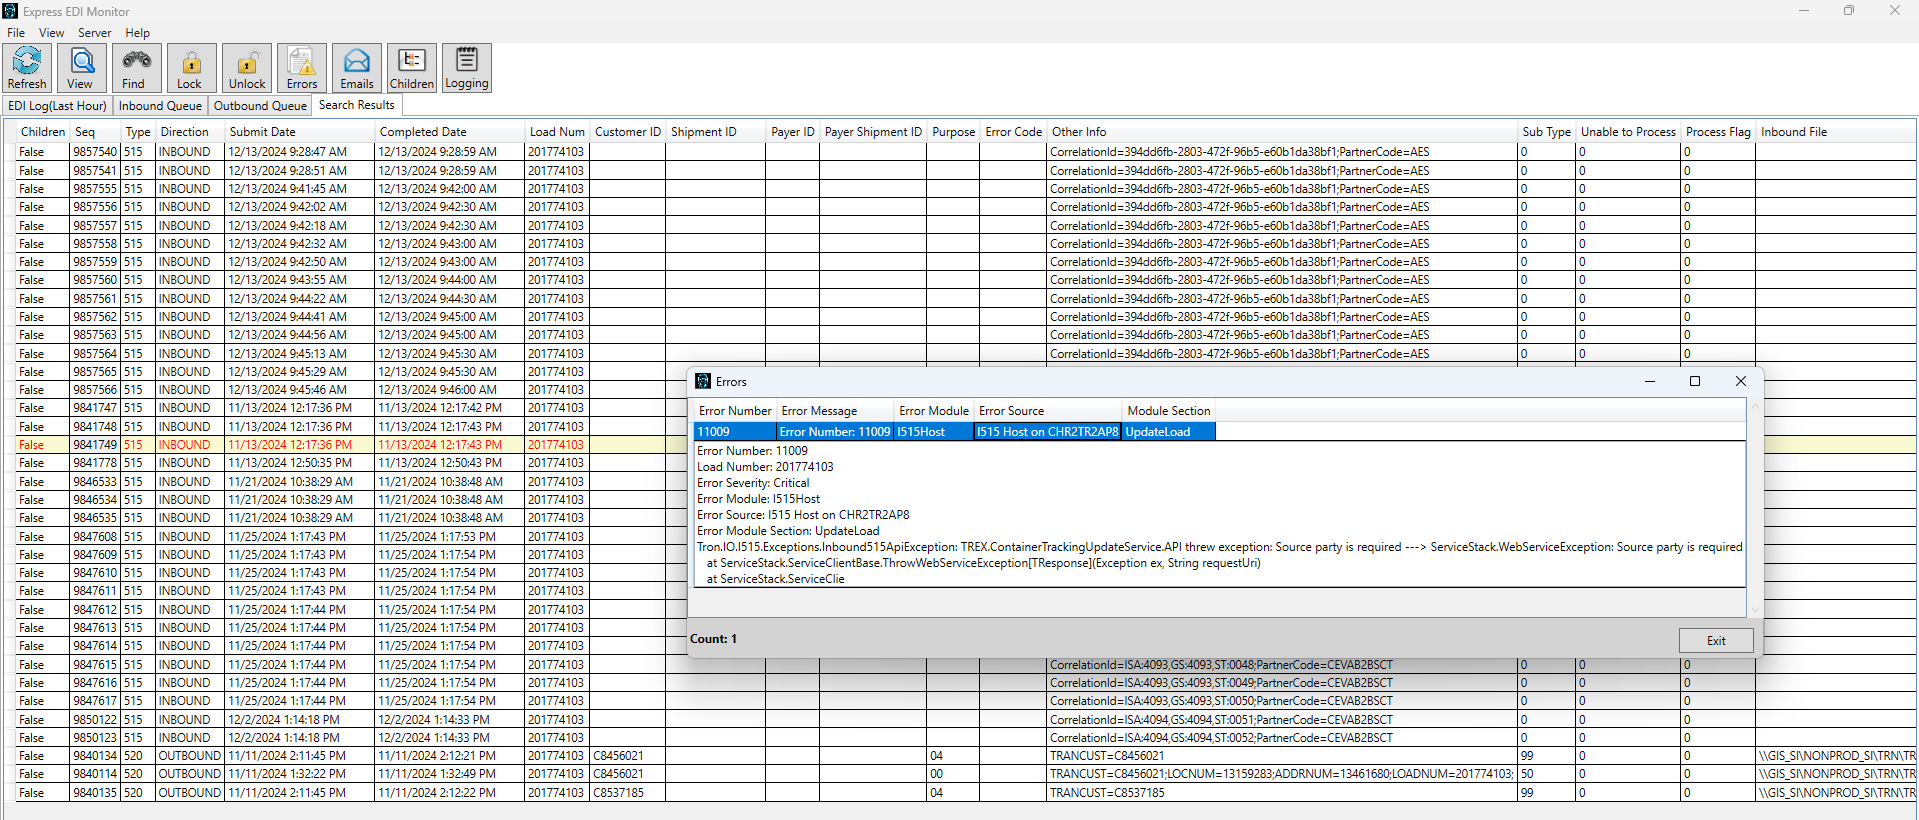 Express EDI Monitor
File View Server Help
Refresh View Find Lock Unlock Errors Emails Children Logging
EDI Log(Last Hour) Inbound Queue Outbound Queue Search Results
Children Seq Type Direction Submit Date Completed Date Load Num Customer ID Shipment ID Payer ID Payer Shipment ID Purpose Error Code Other Info Sub Type Unable to Process Process Flag Inbound File
False 9857540 515 INBOUND 12/13/2024 9:28:47 AM 12/13/2024 9:28:59 AM 201774103 CorrelationId=394dd6fb-2803-472f-96b5-e60b1da38bf1;PartnerCode=AES 0 0 0
False 9857541 515 INBOUND 12/13/2024 9:28:51 AM 12/13/2024 9:28:59 AM 201774103 CorrelationId=394dd6fb-2803-472f-96b5-e60b1da38bf1;PartnerCode=AES 0 0 0
False 9857555 515 INBOUND 12/13/2024 9:41:45 AM 12/13/2024 9:42:00 AM 201774103 CorrelationId=394dd6fb-2803-472f-96b5-e60b1da38bf1;PartnerCode=AES 0 0 0
False 9857556 515 INBOUND 12/13/2024 9:42:02 AM 12/13/2024 9:42:30 AM 201774103 CorrelationId=394dd6fb-2803-472f-96b5-e60b1da38bf1;PartnerCode=AES 0 0 0
False 9857557 515 INBOUND 12/13/2024 9:42:18 AM 12/13/2024 9:42:30 AM 201774103 CorrelationId=394dd6fb-2803-472f-96b5-e60b1da38bf1;PartnerCode=AES 0 0 0
False 9857558 515 INBOUND 12/13/2024 9:42:32 AM 12/13/2024 9:43:00 AM 201774103 CorrelationId=394dd6fb-2803-472f-96b5-e60b1da38bf1;PartnerCode=AES 0 0 0
False 9857559 515 INBOUND 12/13/2024 9:42:50 AM 12/13/2024 9:43:00 AM 201774103 CorrelationId=394dd6fb-2803-472f-96b5-e60b1da38bf1;PartnerCode=AES 0 0 0
False 9857560 515 INBOUND 12/13/2024 9:43:55 AM 12/13/2024 9:44:00 AM 201774103 CorrelationId=394dd6fb-2803-472f-96b5-e60b1da38bf1;PartnerCode=AES 0 0 0
False 9857561 515 INBOUND 12/13/2024 9:44:22 AM 12/13/2024 9:44:30 AM 201774103 CorrelationId=394dd6fb-2803-472f-96b5-e60b1da38bf1;PartnerCode=AES 0 0 0
False 9857562 515 INBOUND 12/13/2024 9:44:41 AM 12/13/2024 9:45:00 AM 201774103 CorrelationId=394dd6fb-2803-472f-96b5-e60b1da38bf1;PartnerCode=AES 0 0 0
False 9857563 515 INBOUND 12/13/2024 9:44:56 AM 12/13/2024 9:45:00 AM 201774103 CorrelationId=394dd6fb-2803-472f-96b5-e60b1da38bf1;PartnerCode=AES 0 0 0
False 9857564 515 INBOUND 12/13/2024 9:45:13 AM 12/13/2024 9:45:30 AM 201774103 CorrelationId=394dd6fb-2803-472f-96b5-e60b1da38bf1;PartnerCode=AES 0 0 0
False 9857565 515 INBOUND 12/13/2024 9:45:29 AM 12/13/2024 9:45:30 AM 201774103
False 9857566 515 INBOUND 12/13/2024 9:45:46 AM 12/13/2024 9:46:00 AM 201774103
False 9841747 515 INBOUND 11/13/2024 12:17:36 PM 11/13/2024 12:17:42 PM 201774103
False 9841748 515 INBOUND 11/13/2024 12:17:36 PM 11/13/2024 12:17:43 PM 201774103
False 9841749 515 INBOUND 11/13/2024 12:17:36 PM 11/13/2024 12:17:43 PM 201774103
False 9841778 515 INBOUND 11/13/2024 12:50:35 PM 11/13/2024 12:50:43 PM 201774103
False 9846533 515 INBOUND 11/21/2024 10:38:29 AM 11/21/2024 10:38:48 AM 201774103
False 9846534 515 INBOUND 11/21/2024 10:38:29 AM 11/21/2024 10:38:48 AM 201774103
False 9846535 515 INBOUND 11/21/2024 10:38:29 AM 11/21/2024 10:38:48 AM 201774103
False 9847608 515 INBOUND 11/25/2024 1:17:43 PM 11/25/2024 1:17:53 PM 201774103
False 9847609 515 INBOUND 11/25/2024 1:17:43 PM 11/25/2024 1:17:54 PM 201774103
False 9847610 515 INBOUND 11/25/2024 1:17:43 PM 11/25/2024 1:17:54 PM 201774103
False 9847611 515 INBOUND 11/25/2024 1:17:43 PM 11/25/2024 1:17:54 PM 201774103
False 9847612 515 INBOUND 11/25/2024 1:17:44 PM 11/25/2024 1:17:54 PM 201774103
False 9847613 515 INBOUND 11/25/2024 1:17:44 PM 11/25/2024 1:17:54 PM 201774103
False 9847614 515 INBOUND 11/25/2024 1:17:44 PM 11/25/2024 1:17:54 PM 201774103
False 9847615 515 INBOUND 11/25/2024 1:17:44 PM 11/25/2024 1:17:54 PM 201774103 CorrelationId=ISA:4093,GS:4093,ST:0048;PartnerCode=CEVAB2BSCT 0 0 0
False 9847616 515 INBOUND 11/25/2024 1:17:44 PM 11/25/2024 1:17:54 PM 201774103 CorrelationId=ISA:4093,GS:4093,ST:0049;PartnerCode=CEVAB2BSCT 0 0 0
False 9847617 515 INBOUND 11/25/2024 1:17:44 PM 11/25/2024 1:17:54 PM 201774103 CorrelationId=ISA:4093,GS:4093,ST:0050;PartnerCode=CEVAB2BSCT 0 0 0
False 9850122 515 INBOUND 12/2/2024 1:14:18 PM 12/2/2024 1:14:33 PM 201774103 CorrelationId=ISA:4094,GS:4094,ST:0051;PartnerCode=CEVAB2BSCT 0 0 0
False 9850123 515 INBOUND 12/2/2024 1:14:18 PM 12/2/2024 1:14:33 PM 201774103 CorrelationId=ISA:4094,GS:4094,ST:0052;PartnerCode=CEVAB2BSCT 0 0 0
False 9840134 520 OUTBOUND 11/11/2024 2:11:45 PM 11/11/2024 2:12:21 PM 201774103 C8456021 04 TRANCUST=C8456021 99 0 0 \\GIS_SI\NONPROD_SI\TRN\TR
False 9840114 520 OUTBOUND 11/11/2024 1:32:22 PM 11/11/2024 1:32:49 PM 201774103 C8456021 00 TRANCUST=C8456021;LOCNUM=13159283;ADDRNUM=13461680;LOADNUM=201774103; 50 0 0 \\GIS_SI\NONPROD_SI\TRN\TR
False 9840135 520 OUTBOUND 11/11/2024 2:11:45 PM 11/11/2024 2:12:22 PM 201774103 C8537185 04 TRANCUST=C8537185 99 0 0 \\GIS_SI\NONPROD_SI\TRN\TR
Errors
Error Number Error Message Error Module Error Source Module Section
11009 Error Number: 11009 I515Host I515 Host on CHR2TR2AP8 UpdateLoad
Error Number: 11009
Load Number: 201774103
Error Severity: Critical
Error Module: I515Host
Error Source: I515 Host on CHR2TR2AP8
Error Module Section: UpdateLoad
Tron.IO.I515.Exceptions.Inbound515ApiException: TREX.ContainerTrackingUpdateService.API threw exception: Source party is required ---> ServiceStack.WebServiceException: Source party is required
at ServiceStack.ServiceClientBase.ThrowWebServiceException[TResponse](Exception ex, String requestUri)
at ServiceStack.ServiceClie
Count: 1
Exit